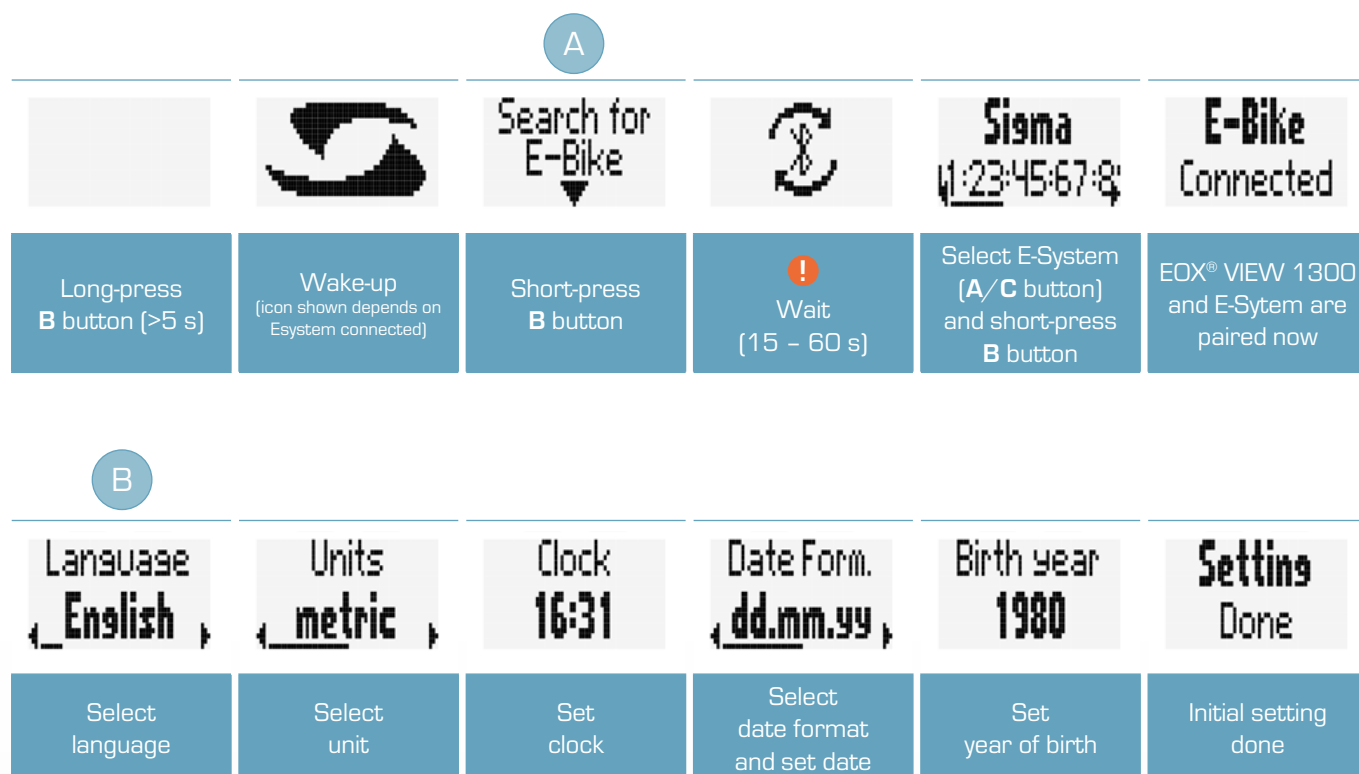 A
Search for
E-Bike
Sigma
1:23:45:67:8
E-Bike
Connected
Long-press
B button (>5 s)
Wake-up
(icon shown depends on
Esystem connected)
Short-press
B button
!
Wait
(15 – 60 s)
Select E-System
(A/C button)
and short-press
B button
EOX® VIEW 1300
and E-Sytem are
paired now
B
Language
English
Units
metric
Clock
16:31
Date Form.
dd.mm.yy
Birth year
1980
Setting
Done
Select
language
Select
unit
Set
clock
Select
date format
and set date
Set
year of birth
Initial setting
done